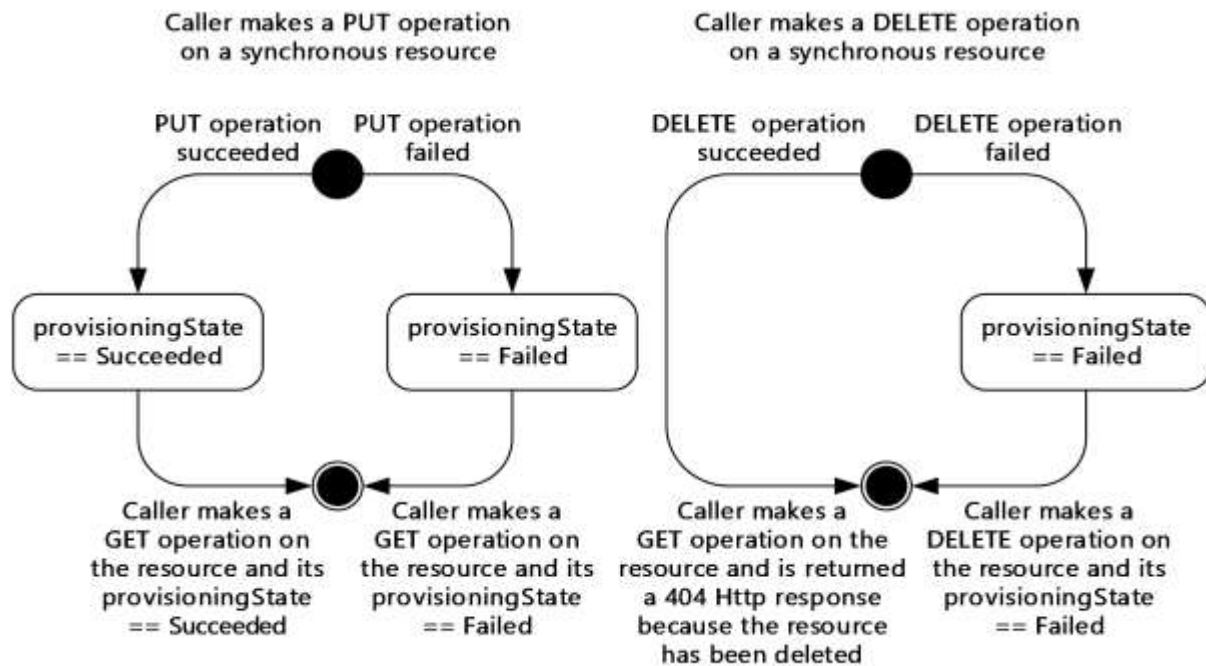 Caller makes a PUT operation
on a synchronous resource
Caller makes a DELETE operation
on a synchronous resource
PUT operation
succeeded
PUT operation
failed
DELETE operation
succeeded
DELETE operation
failed
provisioningState
== Succeeded
provisioningState
== Failed
provisioningState
== Failed
Caller makes a
GET operation on
the resource and its
provisioningState
== Succeeded
Caller makes a
GET operation on
the resource and its
provisioningState
== Failed
Caller makes a
GET operation on the
resource and is returned
a 404 Http response
because the resource
has been deleted
Caller makes a
DELETE operation on
the resource and its
provisioningState
== Failed